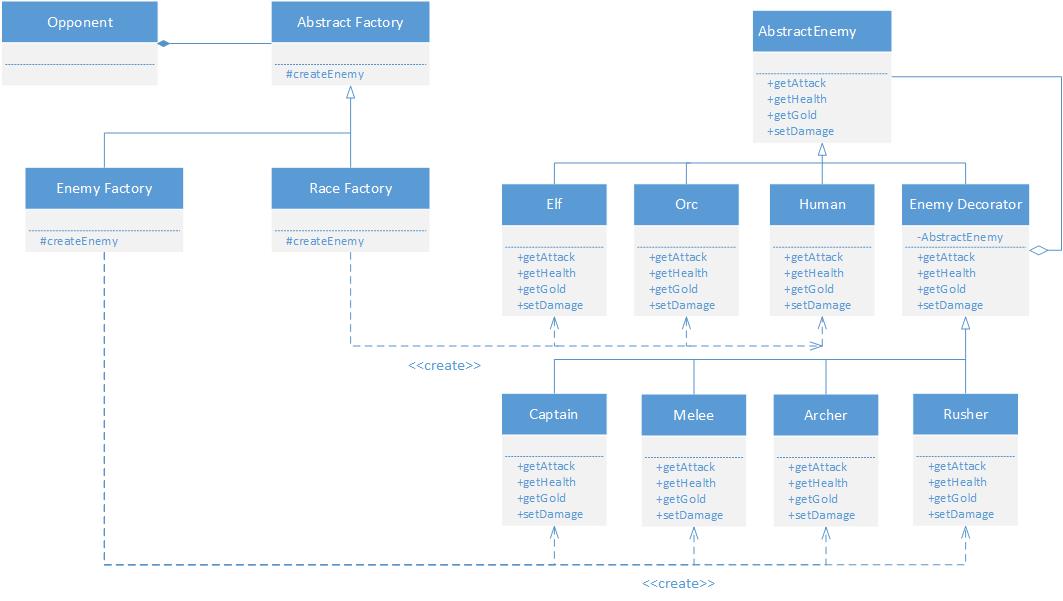 Opponent
Abstract Factory
#createEnemy
AbstractEnemy
+getAttack
+getHealth
+getGold
+setDamage
Enemy Factory
#createEnemy
Race Factory
#createEnemy
Elf
+getAttack
+getHealth
+getGold
+setDamage
Orc
+getAttack
+getHealth
+getGold
+setDamage
Human
+getAttack
+getHealth
+getGold
+setDamage
Enemy Decorator
-AbstractEnemy
+getAttack
+getHealth
+getGold
+setDamage
<<create>>
Captain
+getAttack
+getHealth
+getGold
+setDamage
Melee
+getAttack
+getHealth
+getGold
+setDamage
Archer
+getAttack
+getHealth
+getGold
+setDamage
Rusher
+getAttack
+getHealth
+getGold
+setDamage
<<create>>